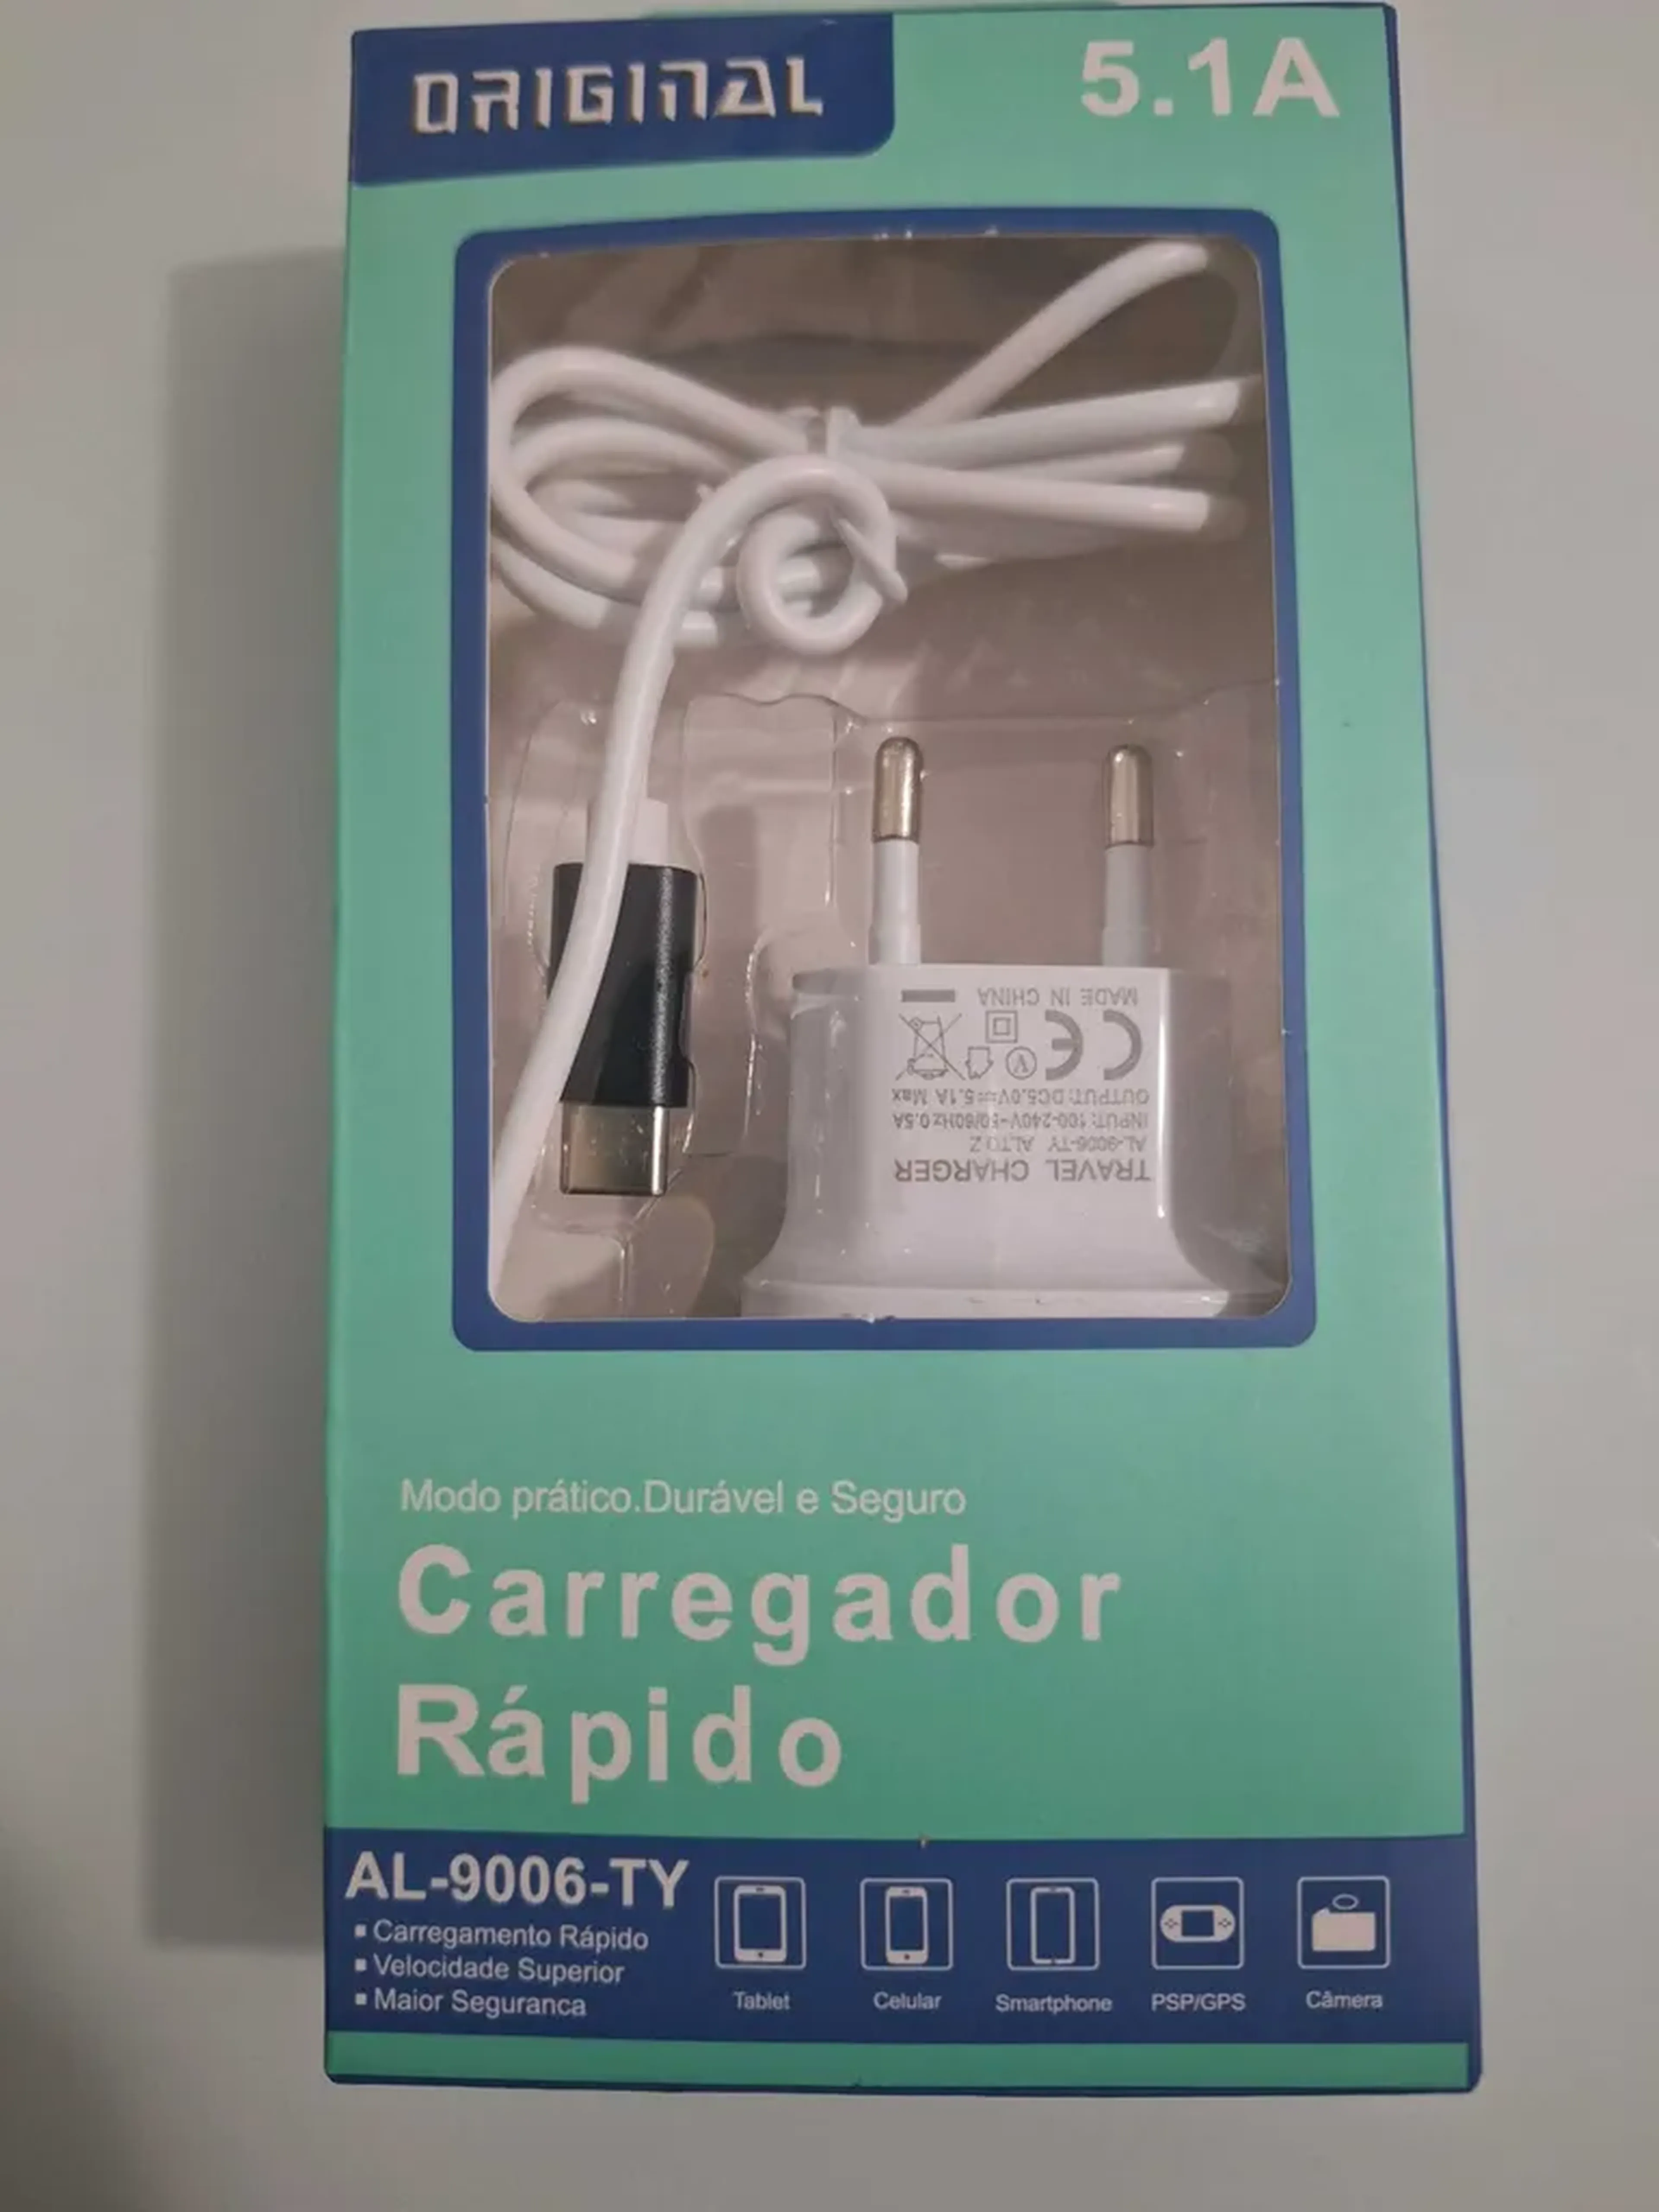 ORIGINAL
5.1A
TRAVEL CHARGER
AL-9006-TY ALTO Z
INPUT: 100-240V~50/60Hz 0.5A
OUTPUT: DC5.0V⎓5.1A Max
CE
V
MADE IN CHINA
Modo prático.Durável e Seguro
Carregador
Rápido
AL-9006-TY
▪ Carregamento Rápido
▪ Velocidade Superior
▪ Maior Seguranca
Tablet
Celular
Smartphone
PSP/GPS
Câmera